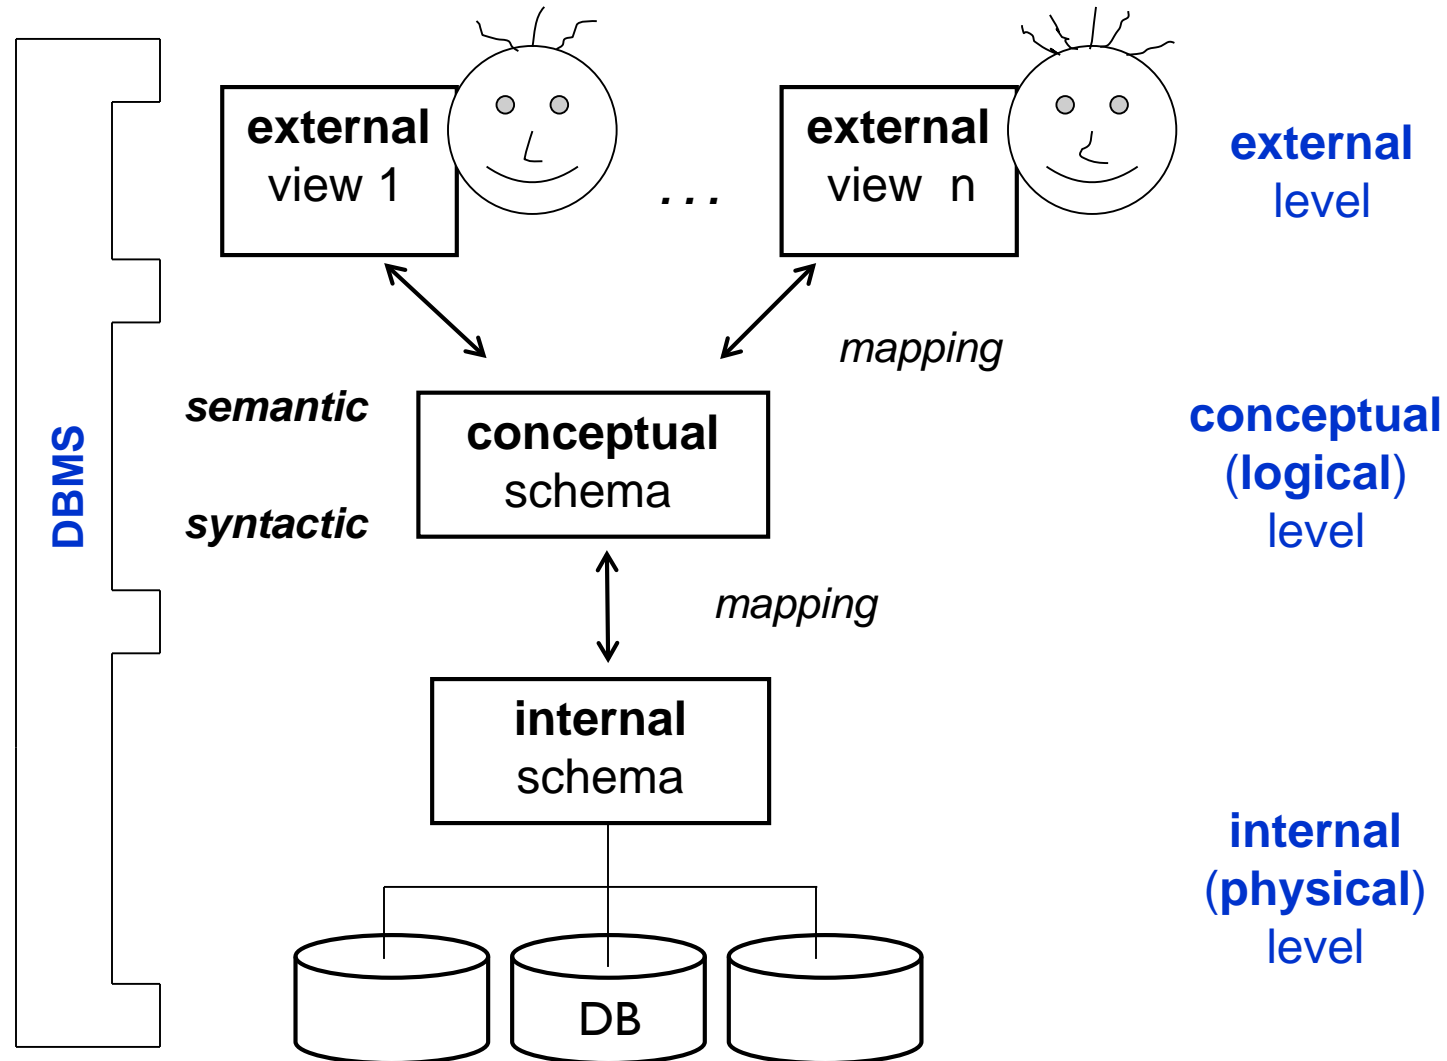 external
view 1
...
external
view n
external
level
mapping
semantic
syntactic
DBMS
conceptual
schema
conceptual
(logical)
level
mapping
internal
schema
internal
(physical)
level
DB